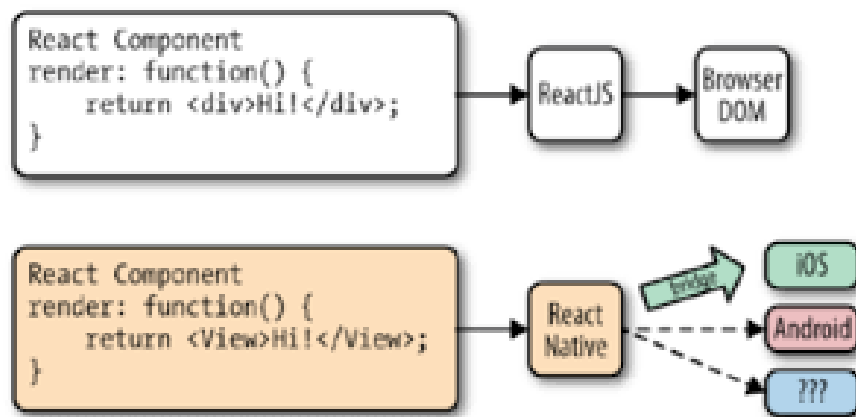 React Component
render: function() {
    return <div>Hi!</div>;
}
ReactJS
Browser
DOM
React Component
render: function() {
    return <View>Hi!</View>;
}
React
Native
bridge
iOS
Android
???